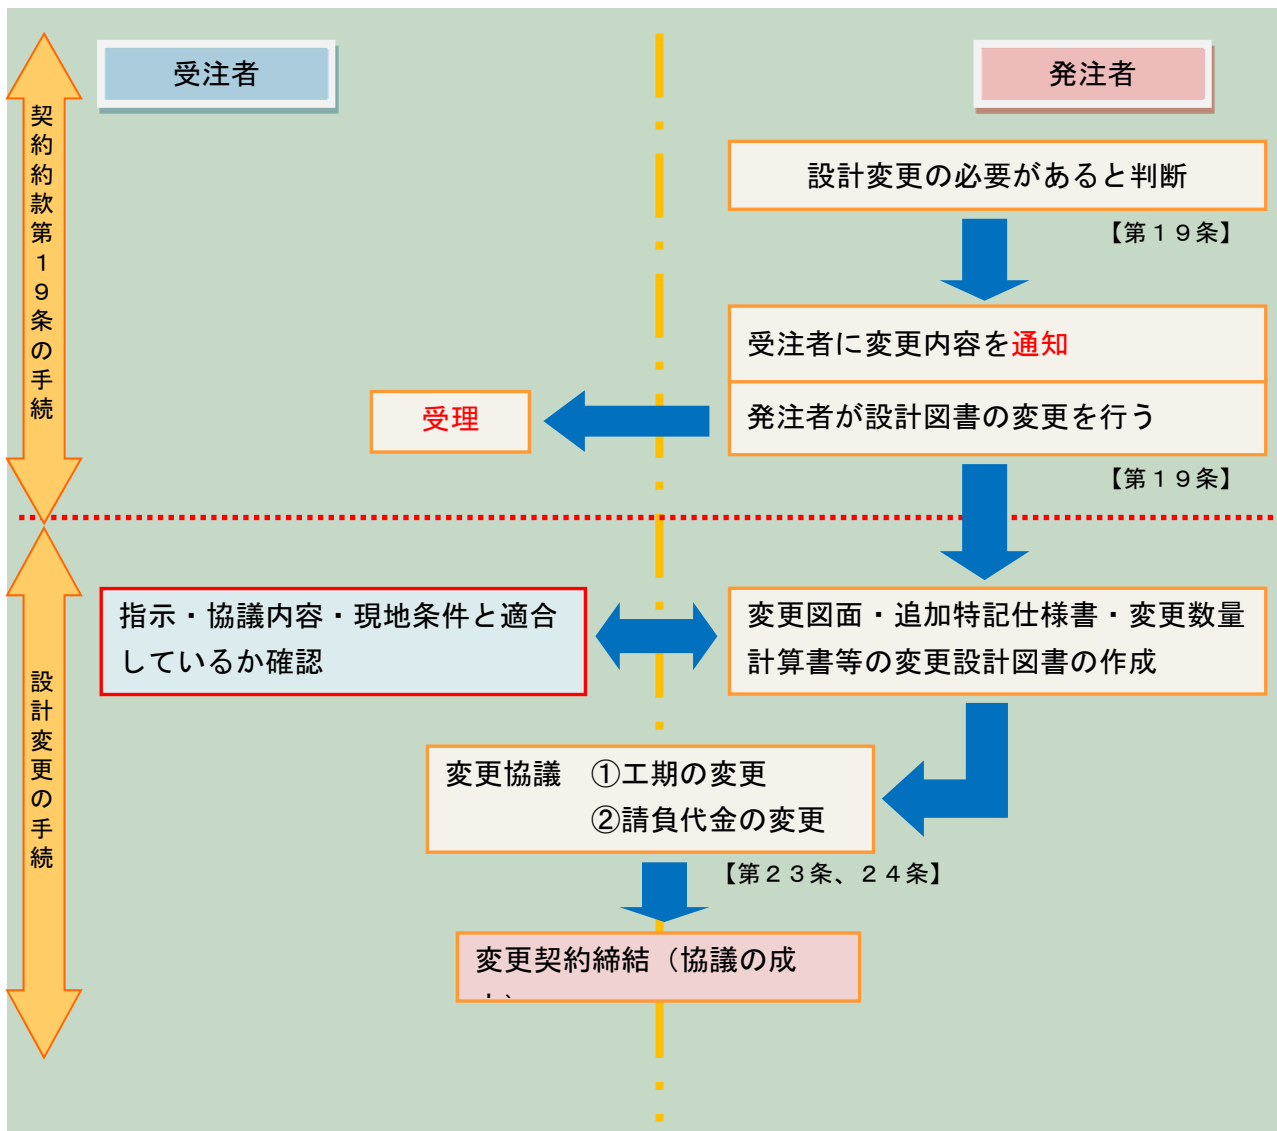 受注者
発注者
契約約款第１９条の手続
設計変更の必要があると判断
【第１９条】
受注者に変更内容を通知
発注者が設計図書の変更を行う
受理
【第１９条】
設計変更の手続
指示・協議内容・現地条件と適合
しているか確認
変更図面・追加特記仕様書・変更数量
計算書等の変更設計図書の作成
変更協議　①工期の変更
②請負代金の変更
【第２３条、２４条】
変更契約締結（協議の成